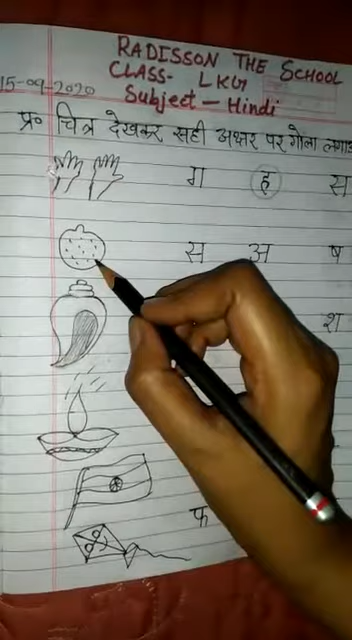 RADISSON THE SCHOOL
CLASS- LKG
15-09-2020
Subject - Hindi
प्र० चित्र देखकर सही अक्षर पर गोला लगाए
ग ह स
स अ ष
श
फ